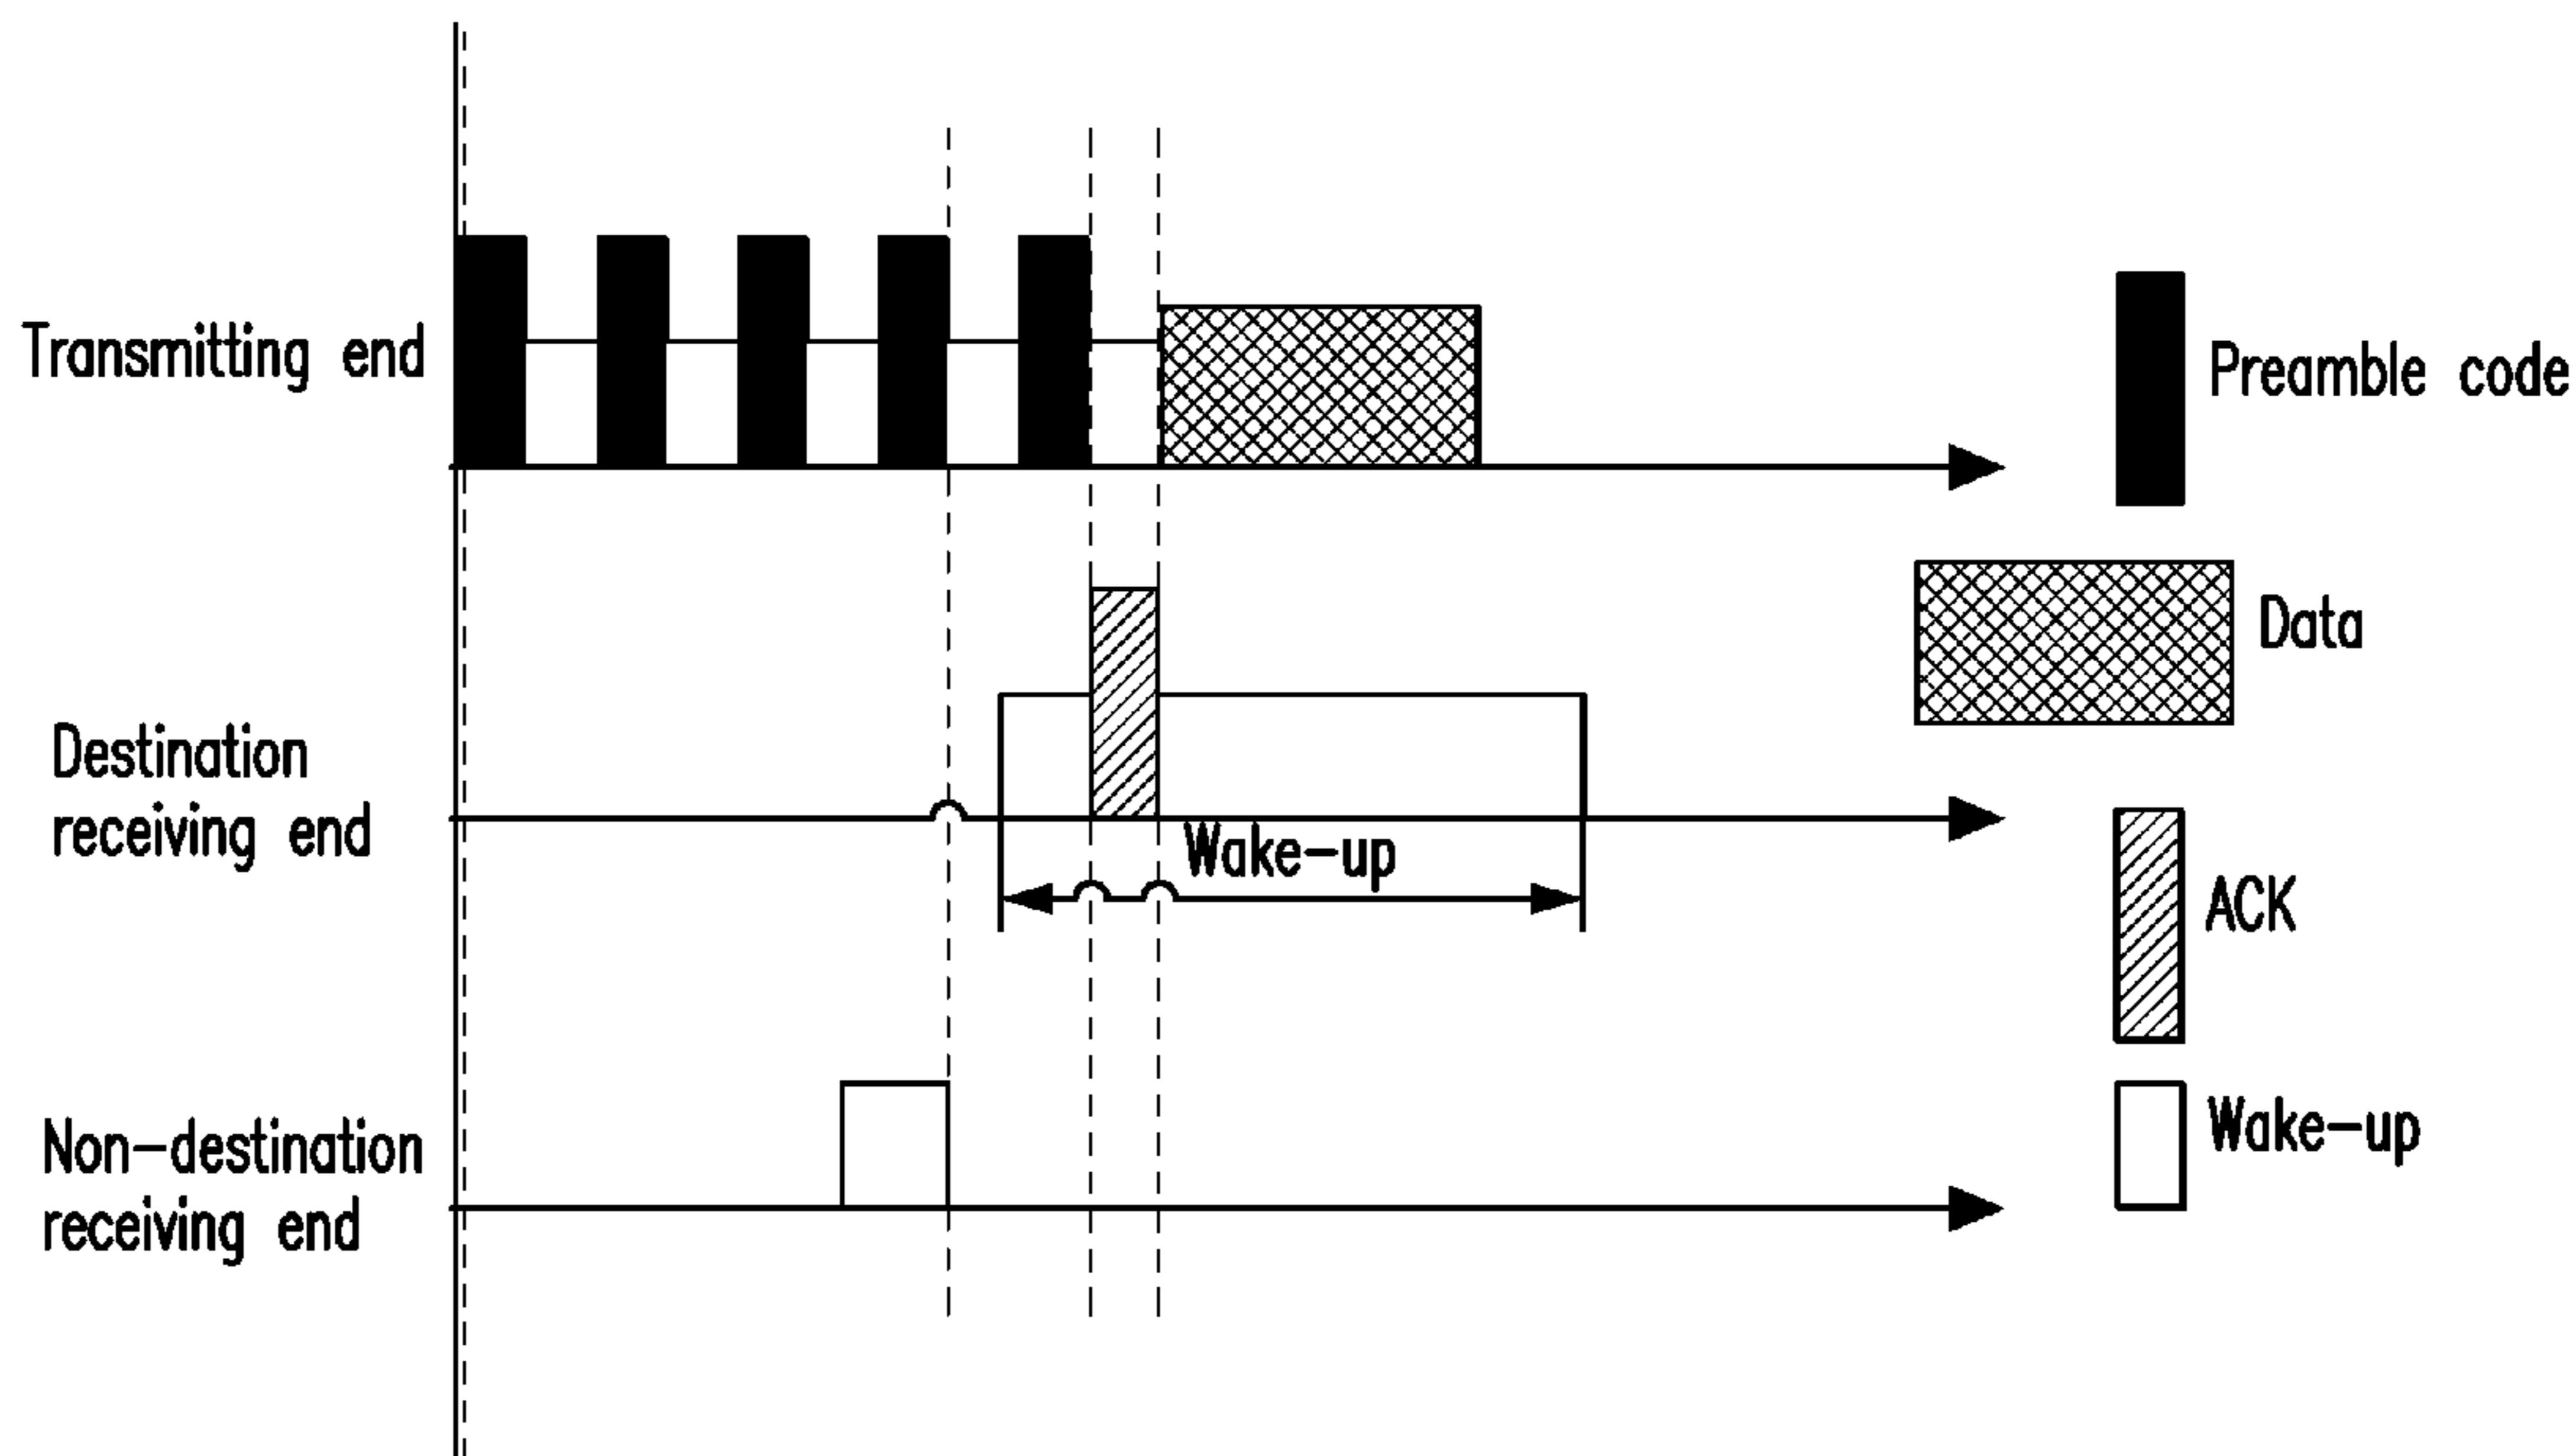 Transmitting end
Preamble code
Data
Destination
receiving end
Wake-up
ACK
Non-destination
receiving end
Wake-up